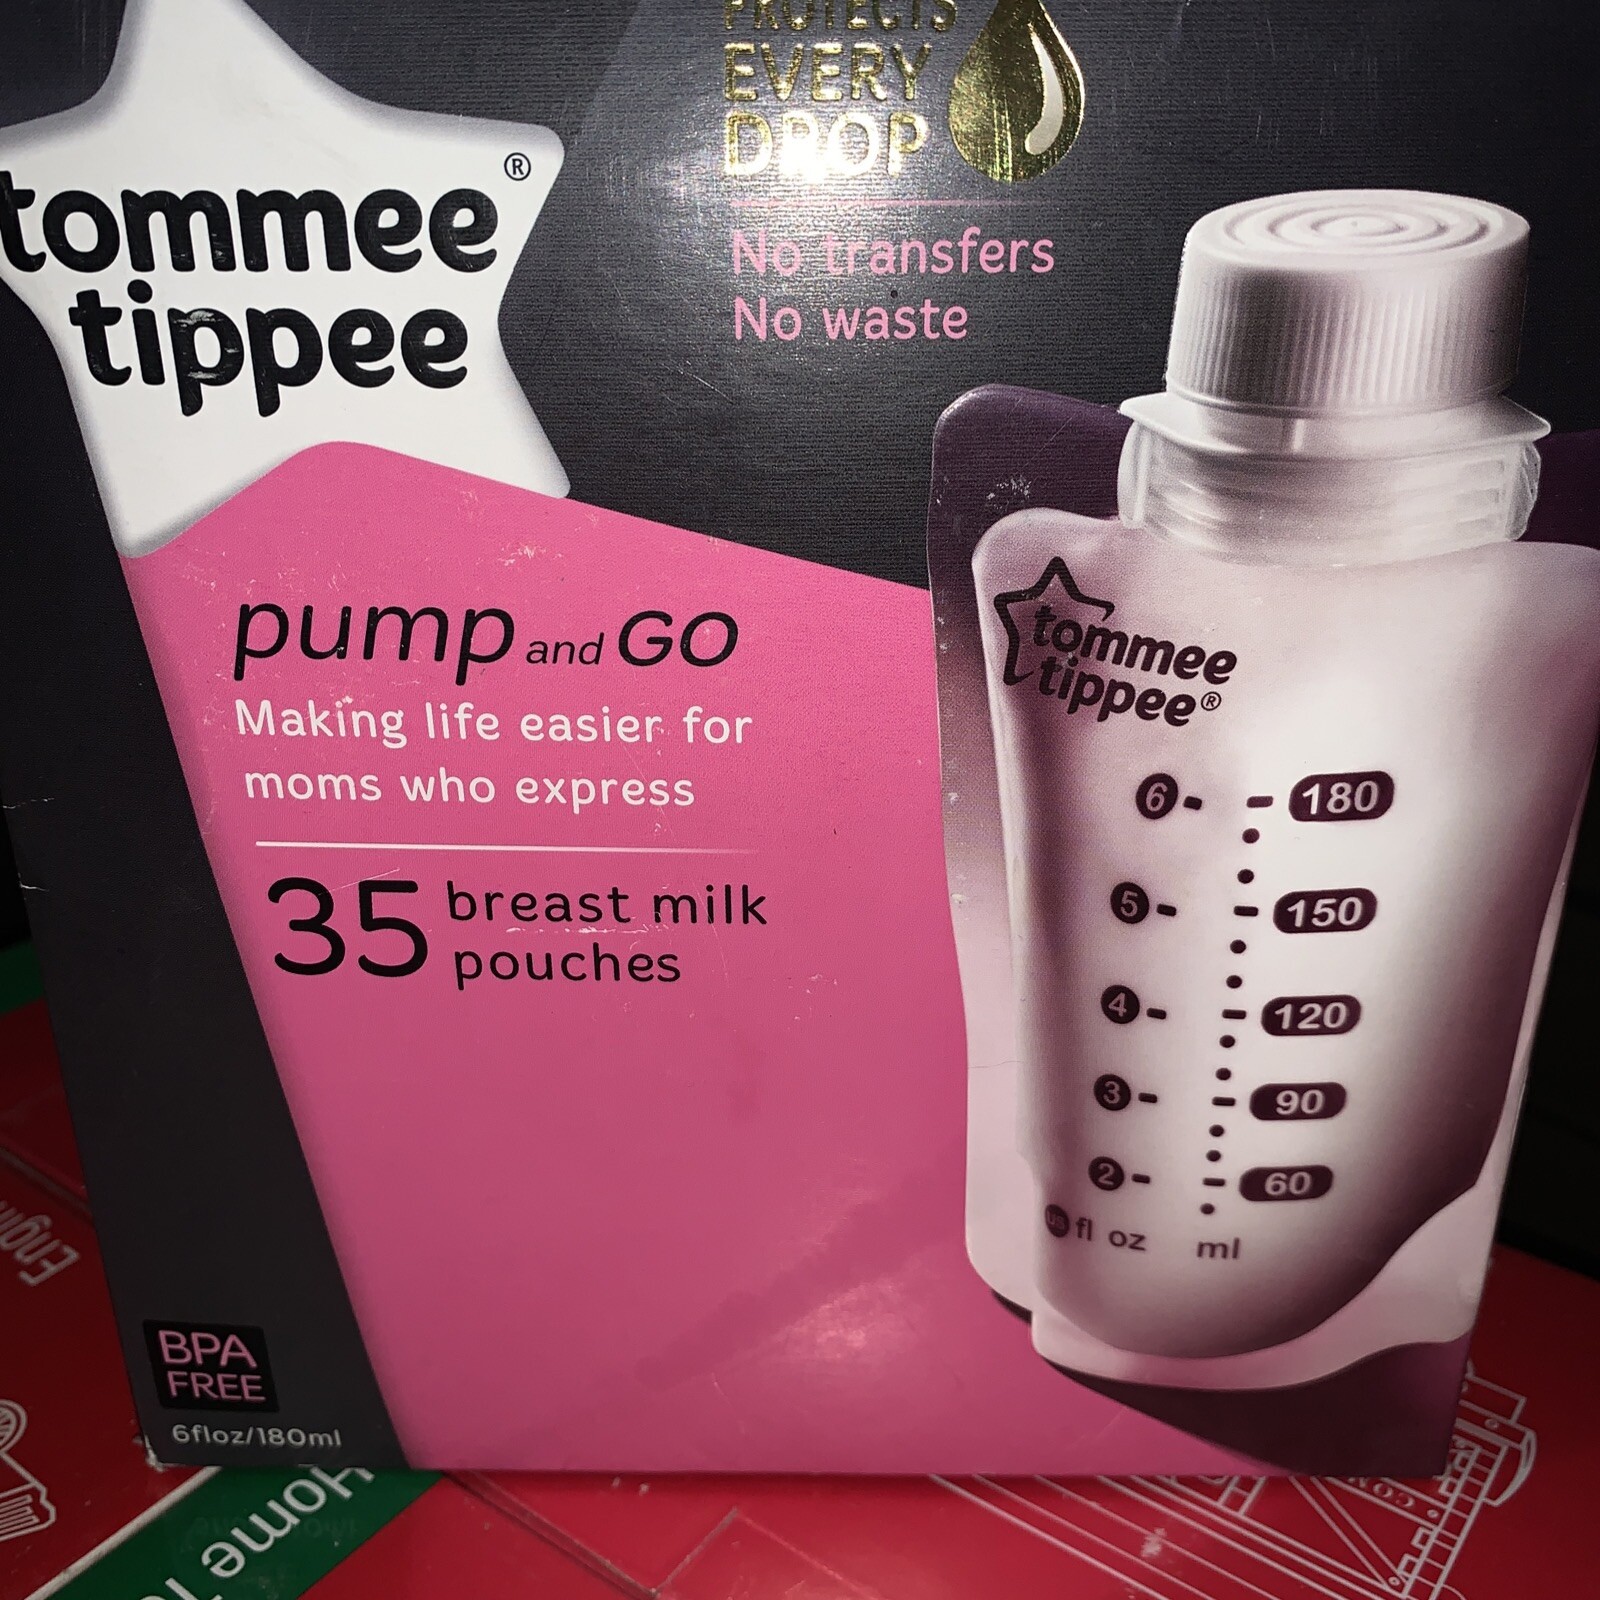 PROTECTS
EVERY
DROP
No transfers
No waste
tommee
tippee
®
pump and GO
Making life easier for
moms who express
35 breast milk
pouches
tommee
tippee®
6 180
5 150
4 120
3 90
2 60
us fl oz ml
BPA
FREE
6floz/180ml
Home